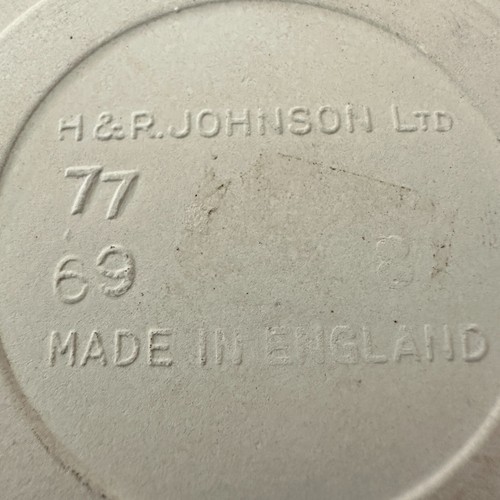 H & R. JOHNSON LTD
77
69
MADE IN ENGLAND